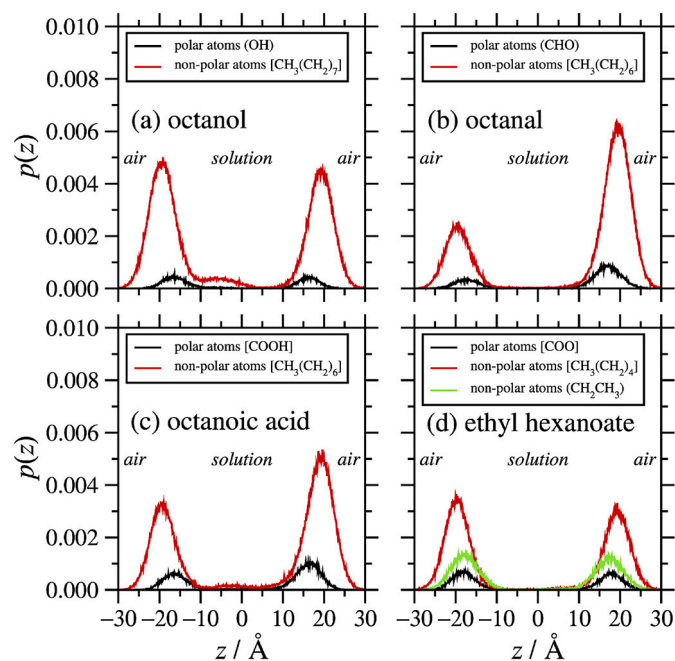 0.010
0.008
0.006
0.004
0.002
0.000
p(z)
polar atoms (OH)
non-polar atoms [CH3(CH2)7]
(a) octanol
air solution air
polar atoms (CHO)
non-polar atoms [CH3(CH2)6]
(b) octanal
air solution air
0.010
0.008
0.006
0.004
0.002
0.000
p(z)
polar atoms [COOH]
non-polar atoms [CH3(CH2)6]
(c) octanoic acid
air solution air
−30 −20 −10 0 10 20 30
z / Å
polar atoms [COO]
non-polar atoms [CH3(CH2)4]
non-polar atoms (CH2CH3)
(d) ethyl hexanoate
air solution air
−30 −20 −10 0 10 20 30
z / Å